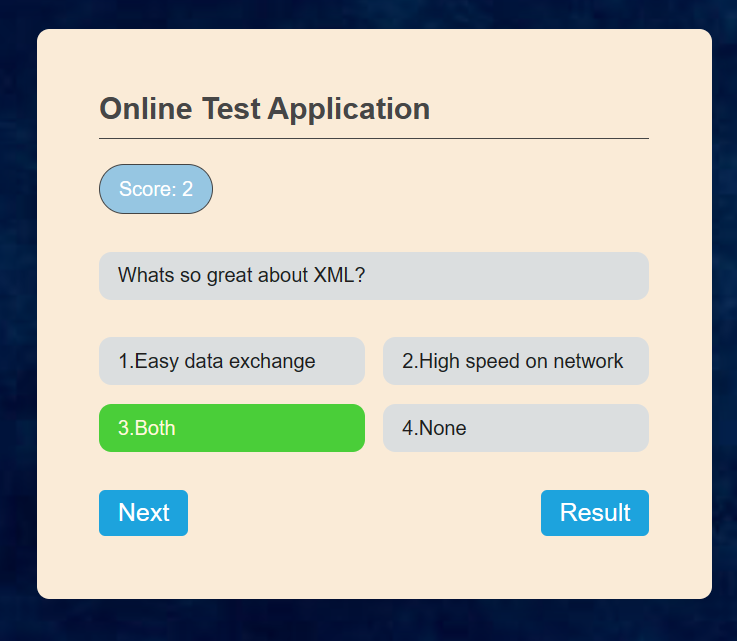 Online Test Application
Score: 2
Whats so great about XML?
1.Easy data exchange
2.High speed on network
3.Both
4.None
Next
Result